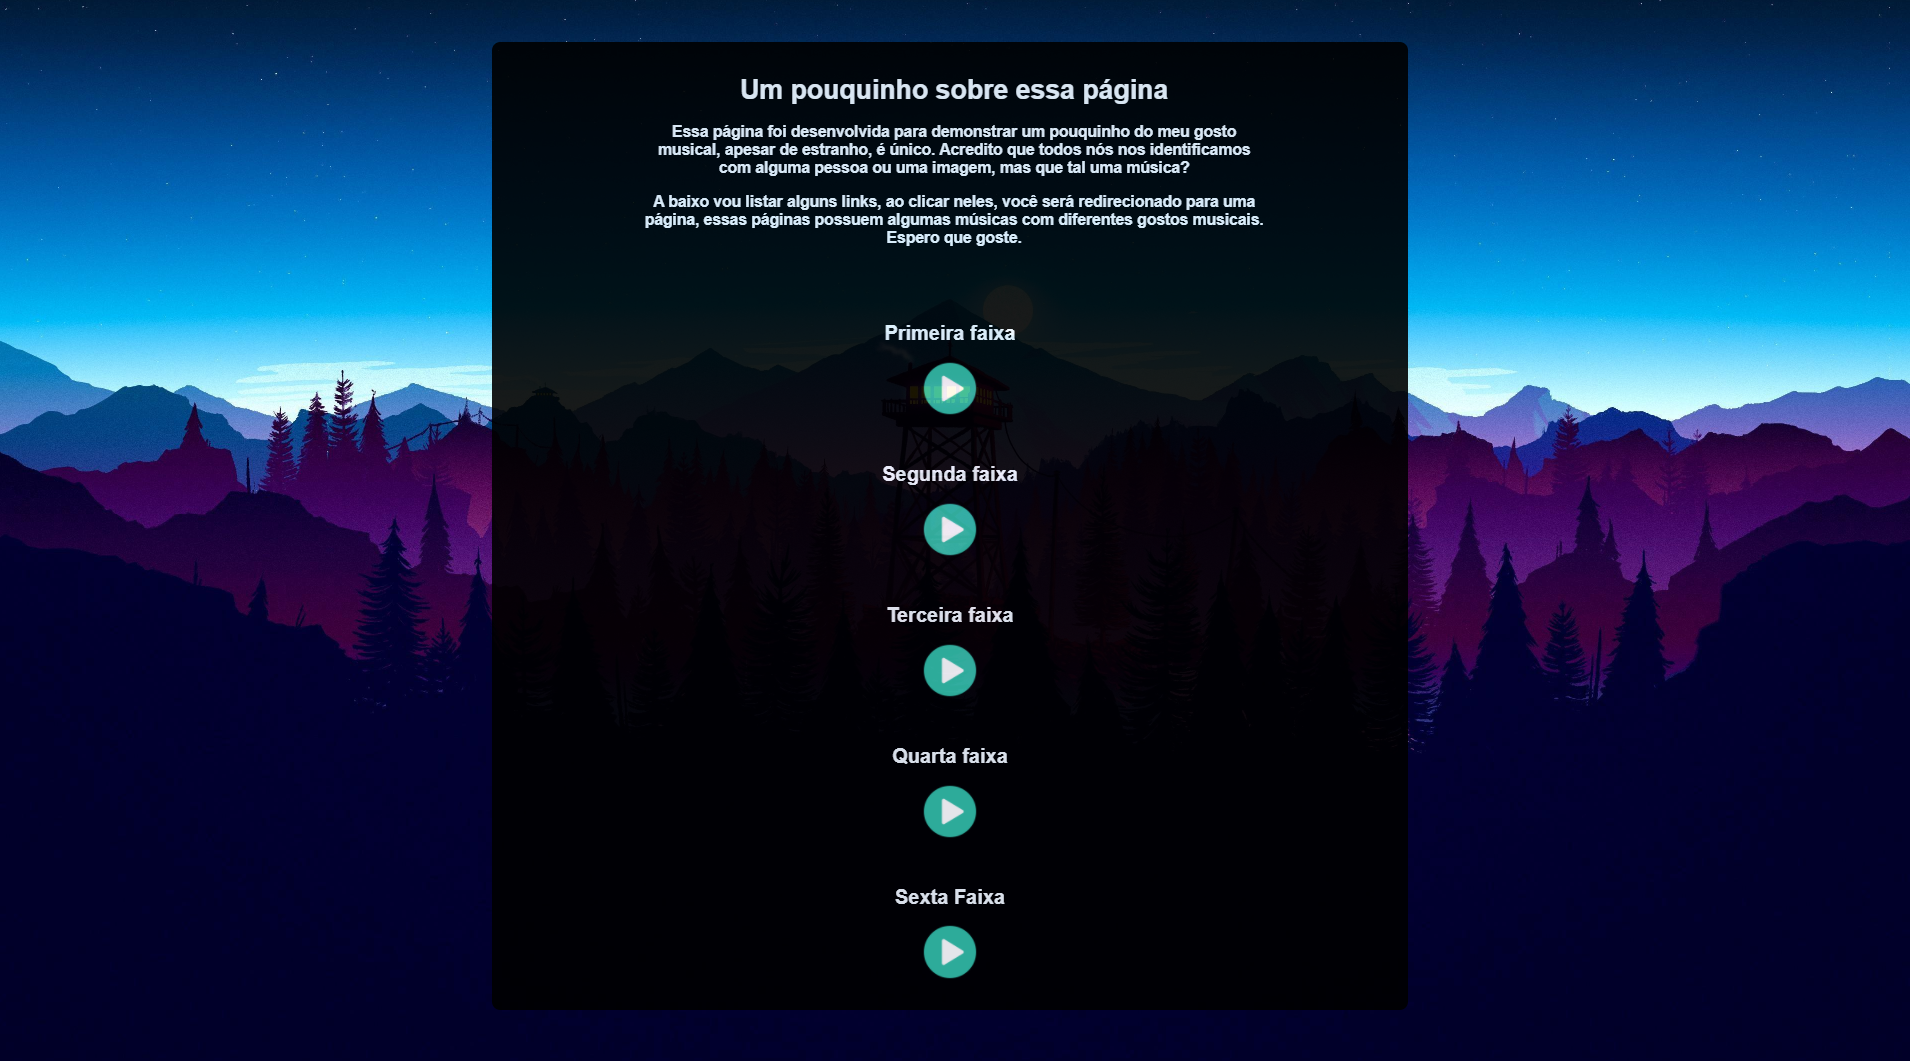 Um pouquinho sobre essa página
Essa página foi desenvolvida para demonstrar um pouquinho do meu gosto
musical, apesar de estranho, é único. Acredito que todos nós nos identificamos
com alguma pessoa ou uma imagem, mas que tal uma música?
A baixo vou listar alguns links, ao clicar neles, você será redirecionado para uma
página, essas páginas possuem algumas músicas com diferentes gostos musicais.
Espero que goste.
Primeira faixa
Segunda faixa
Terceira faixa
Quarta faixa
Sexta Faixa